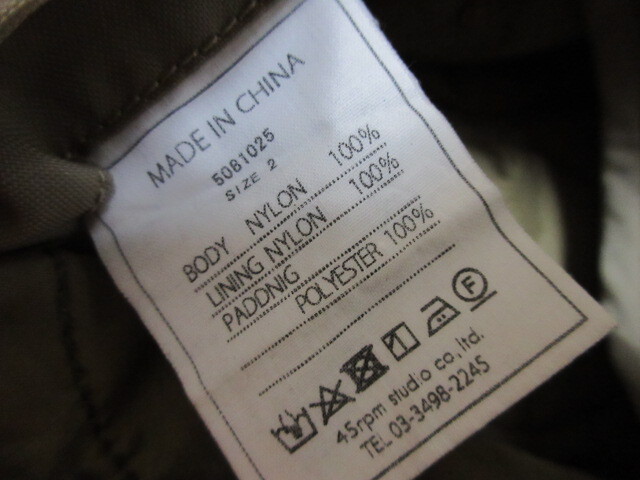 MADE IN CHINA
5081025
SIZE 2
BODY NYLON 100%
LINING NYLON 100%
PADDNIG
POLYESTER 100%
F
45rpm studio co,ltd.
TEL 03-3498-2245